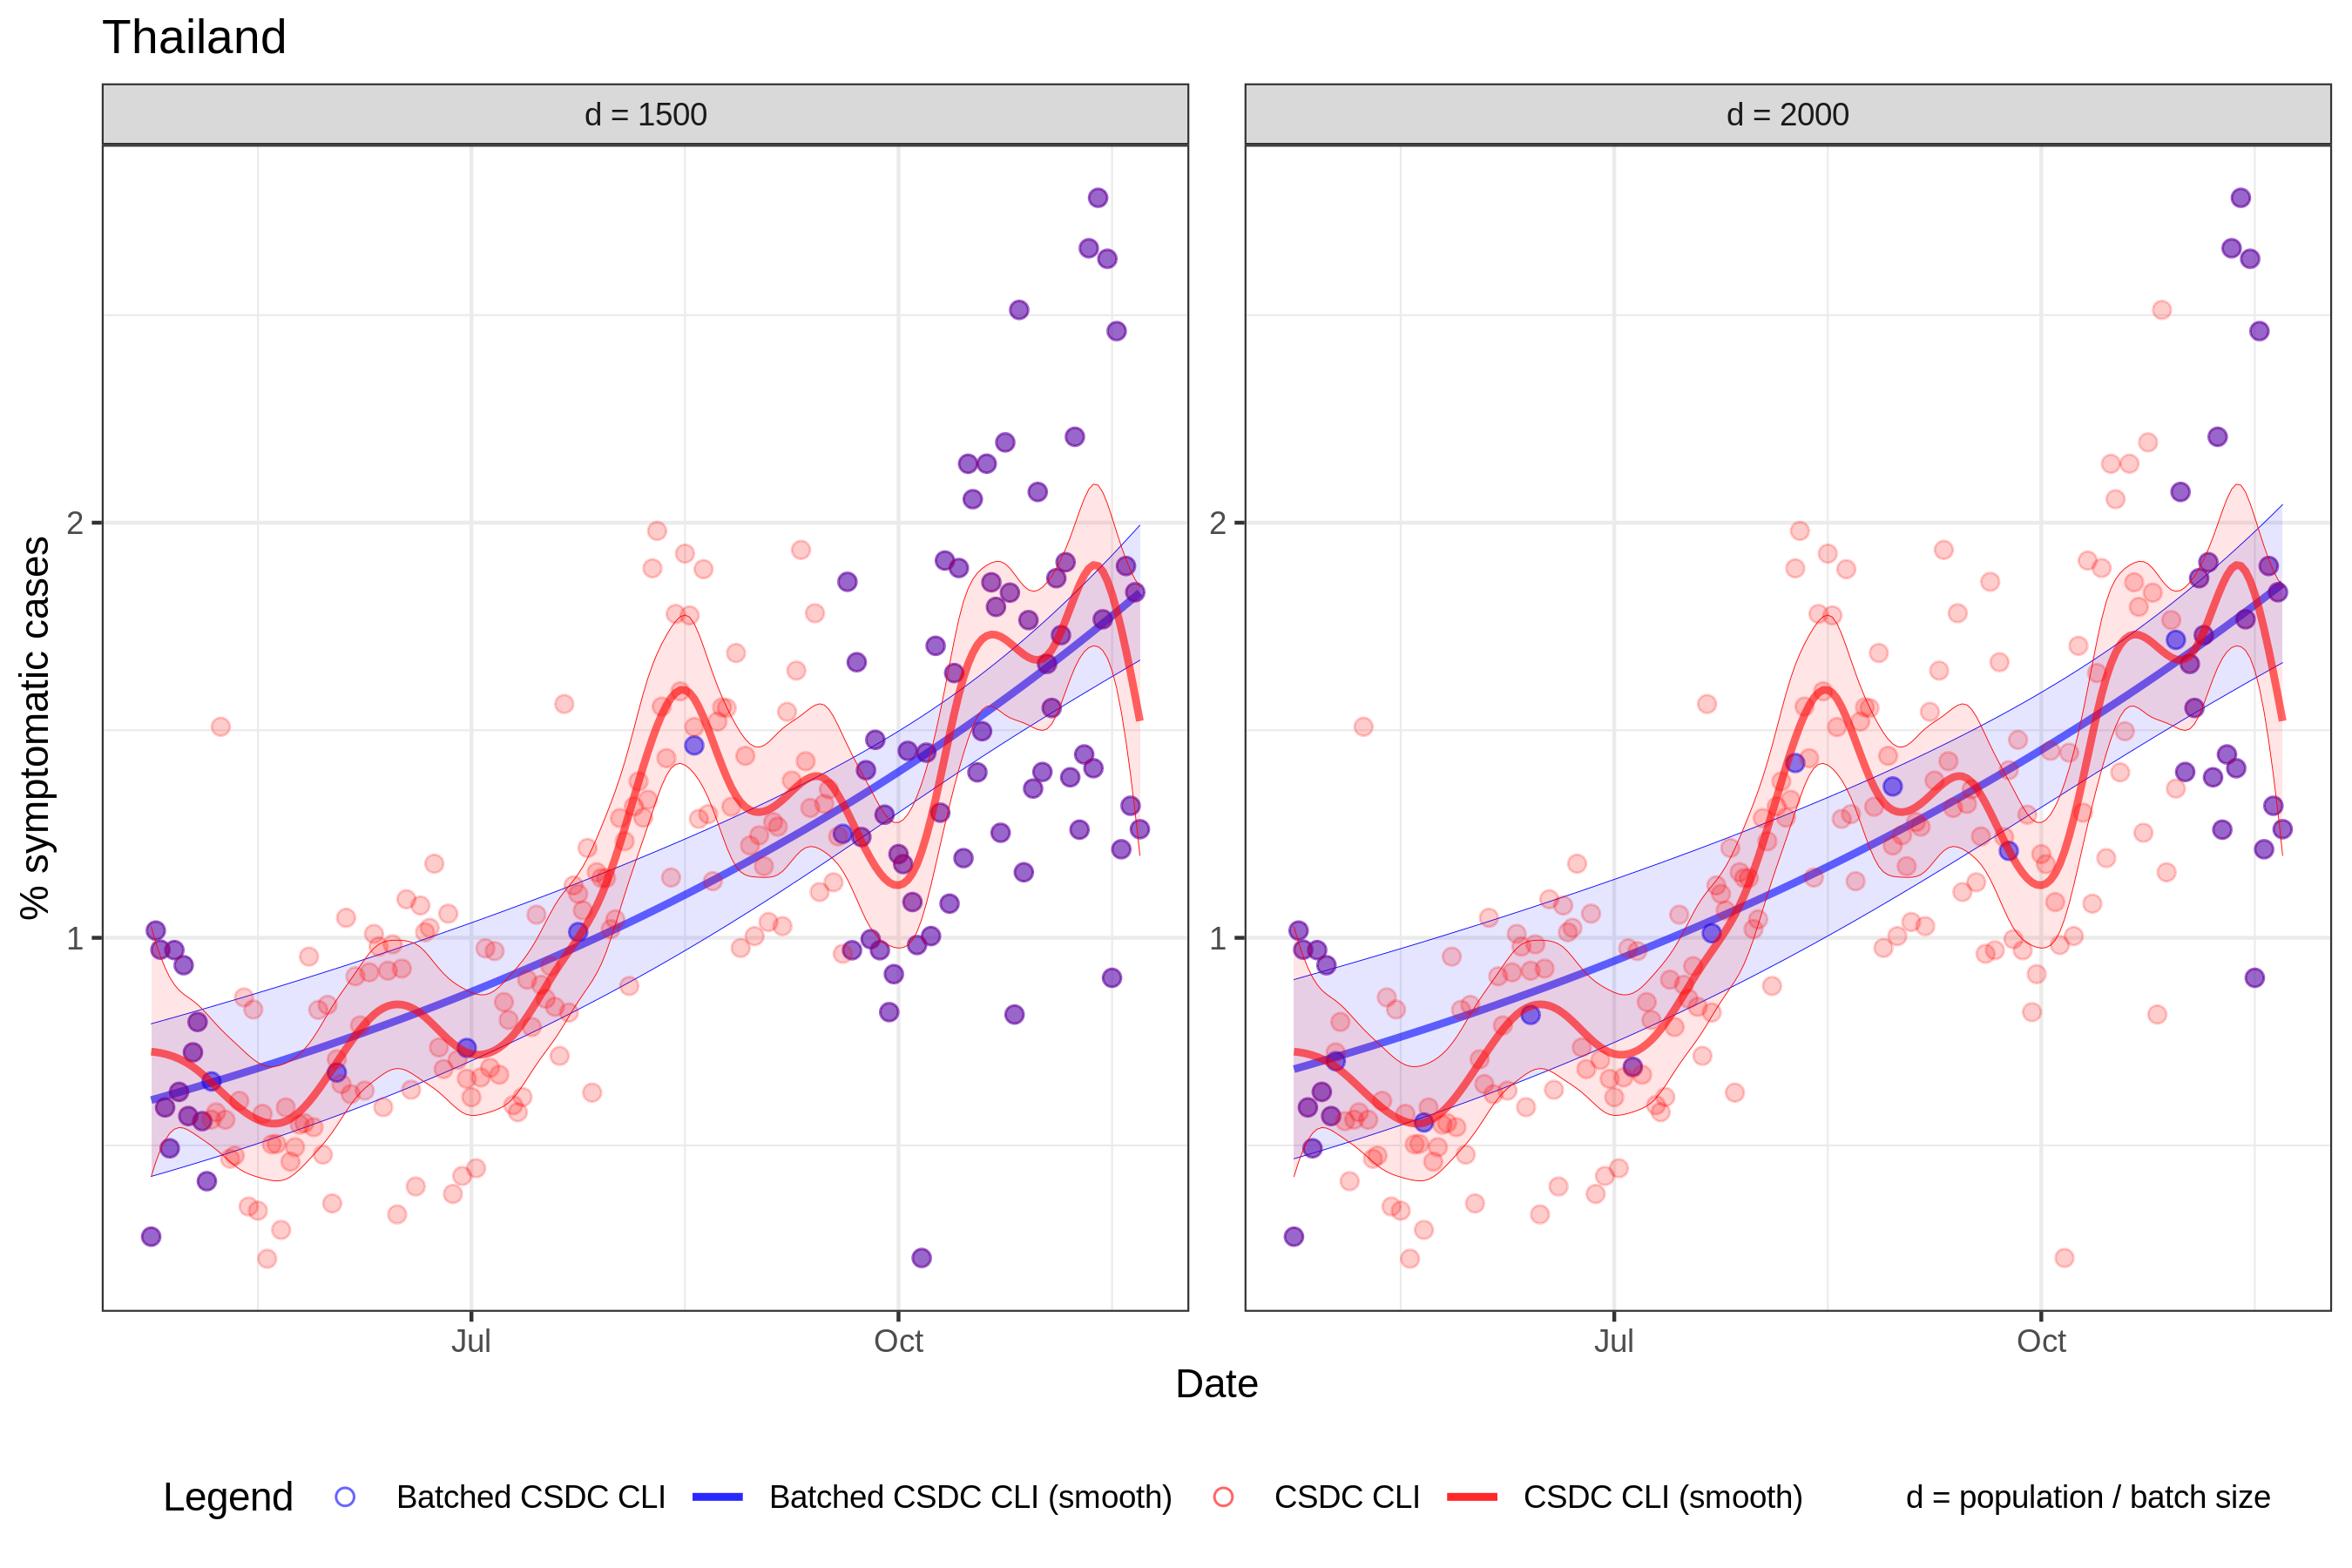 Thailand
d = 1500
d = 2000
% symptomatic cases
2
1
2
1
Jul
Oct
Jul
Oct
Date
Legend
Batched CSDC CLI
Batched CSDC CLI (smooth)
CSDC CLI
CSDC CLI (smooth)
d = population / batch size